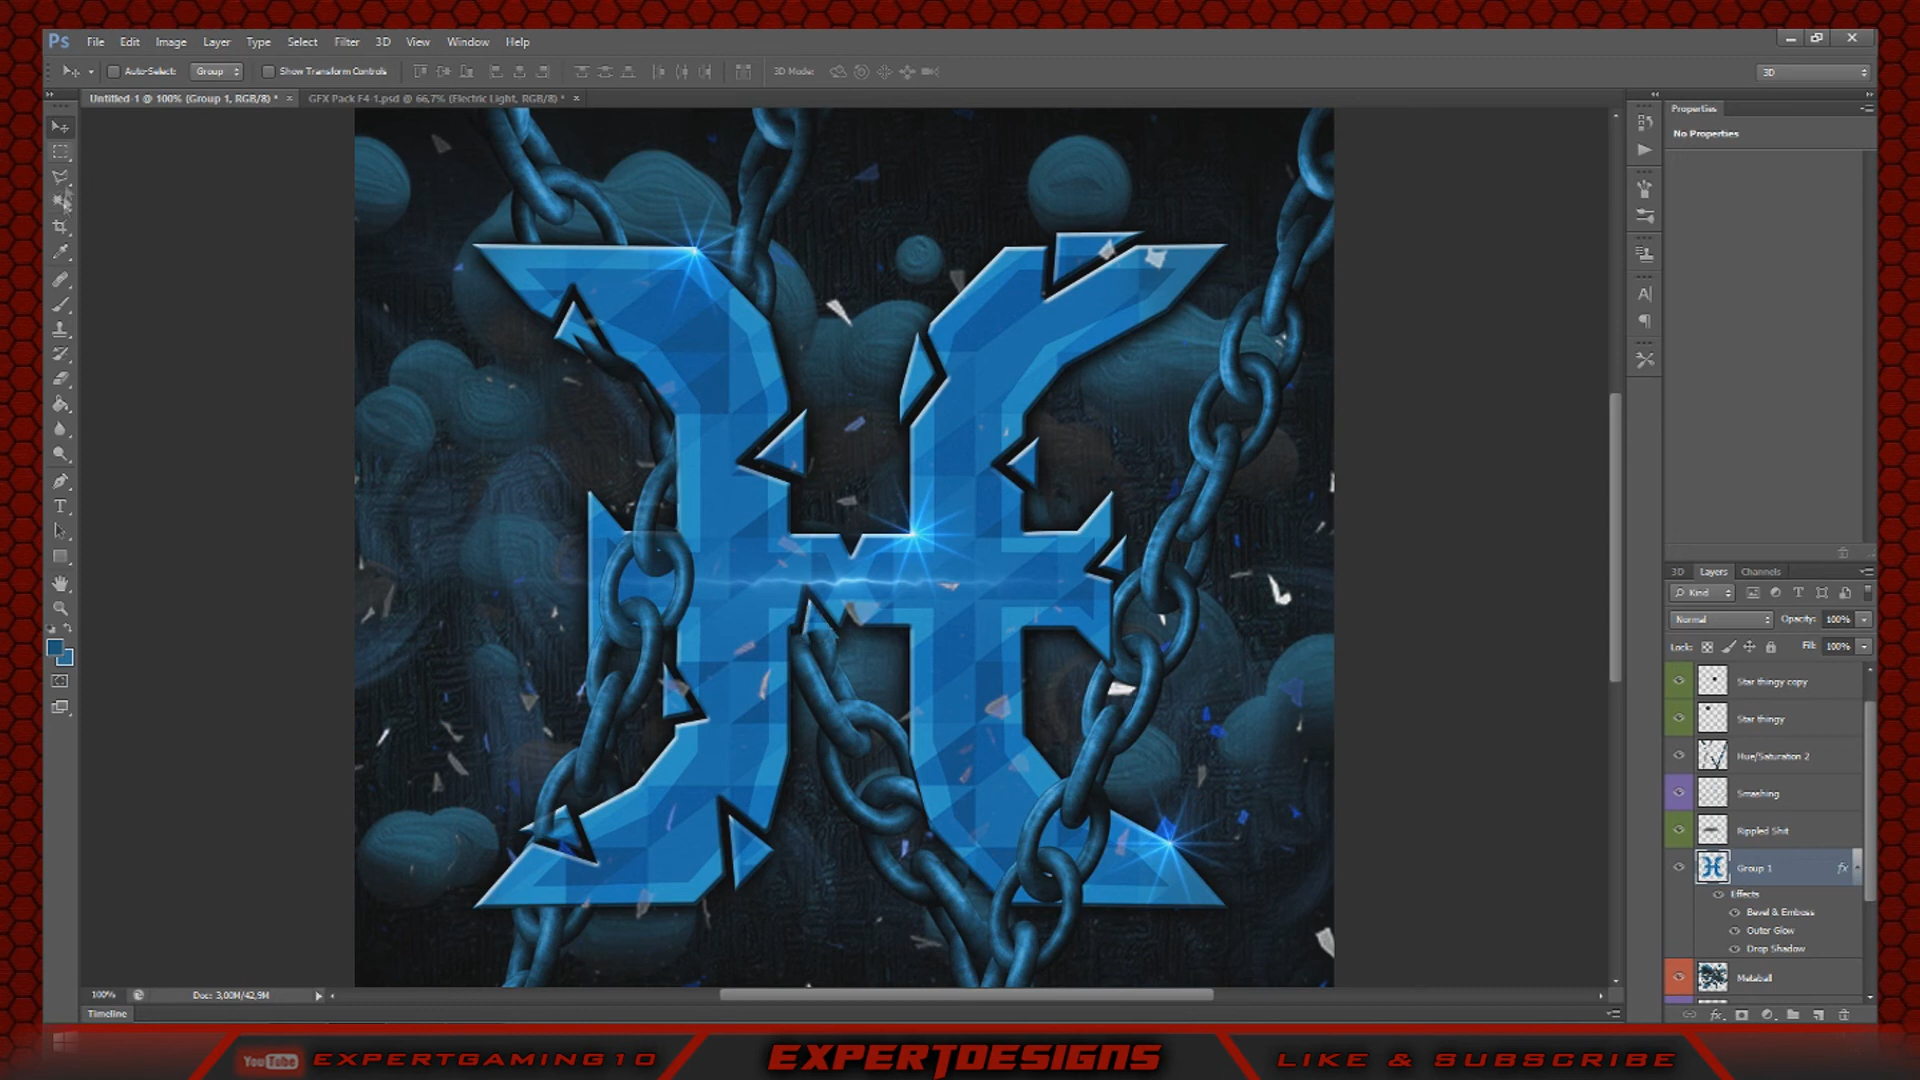 Ps File Edit Image Layer Type Select Filter 3D View Window Help
Auto-Select: Group Show Transform Controls 3D Mode: 3D
Untitled-1 @ 100% (Group 1, RGB/8) * × GFX Pack F4-1.psd @ 66,7% (Electric Light, RGB/8) * ×
Properties
No Properties
3D Layers Channels
Kind
Normal Opacity: 100%
Lock: Fill: 100%
Star thingy copy
Star thingy
Hue/Saturation 2
Smashing
Rippled Shit
Group 1 fx
Effects
Bevel & Emboss
Outer Glow
Drop Shadow
Metaball
100% Doc: 3,00M/42,9M
Timeline
YouTube EXPERTGAMING10 EXPERTDESIGNS LIKE & SUBSCRIBE